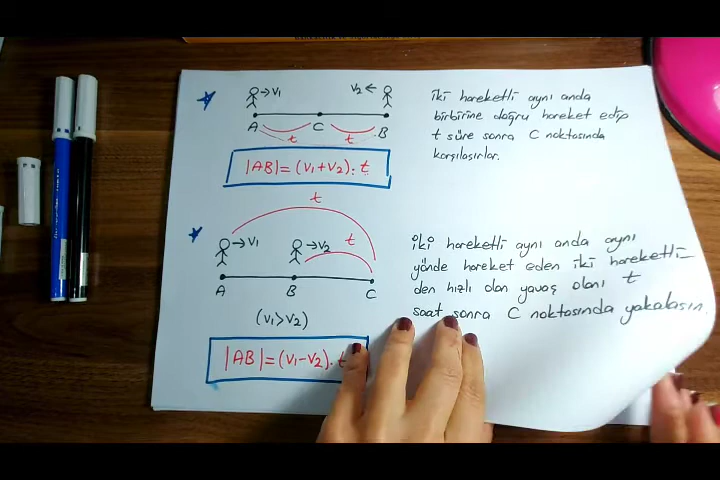 →V1
V2←
A C B
t t
|AB|=(V1+V2).t
iki hareketli aynı anda
birbirine doğru hareket edip
t süre sonra C noktasında
karşılaşırlar.
t
→V1
→V2
t
A B C
(V1>V2)
|AB|=(V1-V2).t
iki hareketli aynı anda aynı
yönde hareket eden iki hareketli-
den hızlı olan yavaş olanı t
saat sonra C noktasında yakalasın.